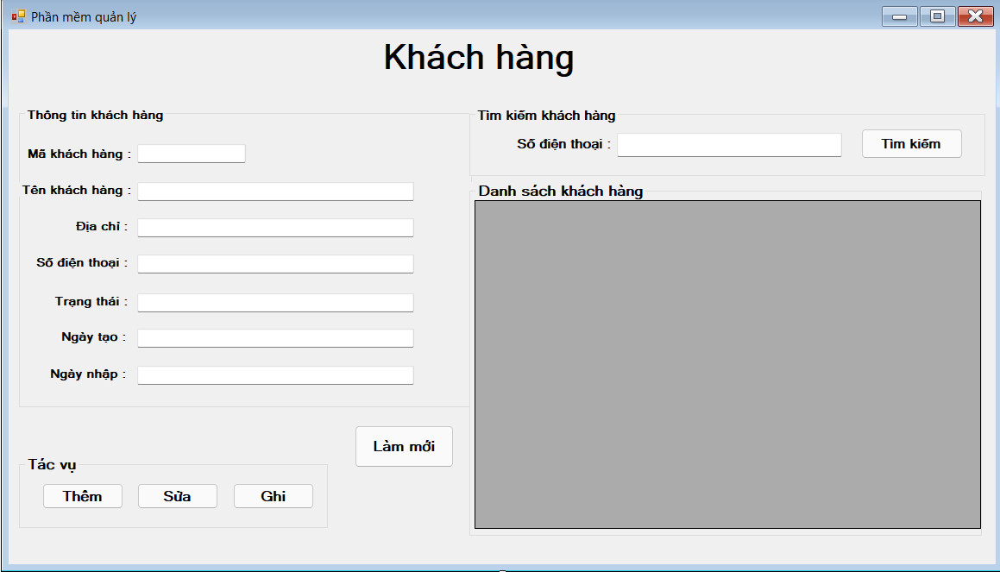 Phần mềm quản lý
Khách hàng
Thông tin khách hàng
Mã khách hàng :
Tên khách hàng :
Địa chỉ :
Số điện thoại :
Trạng thái :
Ngày tạo :
Ngày nhập :
Làm mới
Tác vụ
Thêm
Sửa
Ghi
Tìm kiếm khách hàng
Số điện thoại :
Tìm kiếm
Danh sách khách hàng